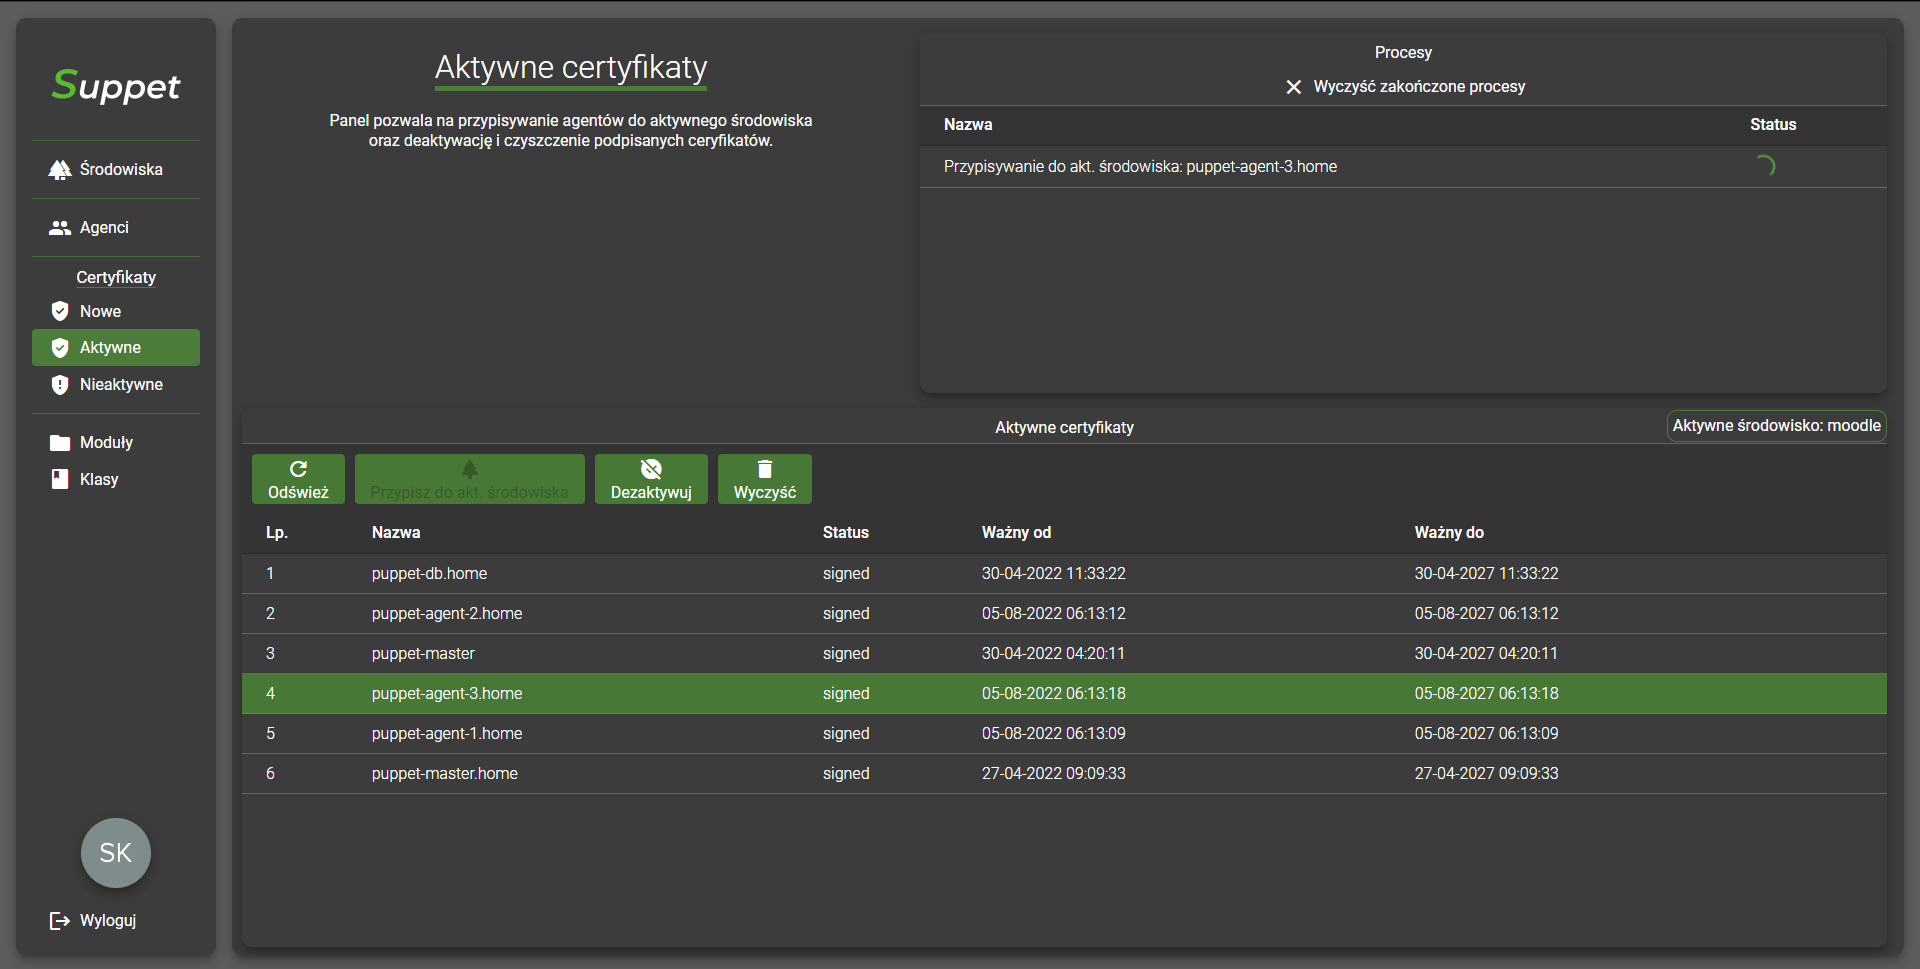 Suppet
Środowiska
Agenci
Certyfikaty
Nowe
Aktywne
Nieaktywne
Moduły
Klasy
SK
Wyloguj
Aktywne certyfikaty
Panel pozwala na przypisywanie agentów do aktywnego środowiska
oraz deaktywację i czyszczenie podpisanych ceryfikatów.
Procesy
Wyczyść zakończone procesy
Nazwa Status
Przypisywanie do akt. środowiska: puppet-agent-3.home
Aktywne certyfikaty
Aktywne środowisko: moodle
Odśwież Przypisz do akt. środowiska Dezaktywuj Wyczyść
Lp. Nazwa Status Ważny od Ważny do
1 puppet-db.home signed 30-04-2022 11:33:22 30-04-2027 11:33:22
2 puppet-agent-2.home signed 05-08-2022 06:13:12 05-08-2027 06:13:12
3 puppet-master signed 30-04-2022 04:20:11 30-04-2027 04:20:11
4 puppet-agent-3.home signed 05-08-2022 06:13:18 05-08-2027 06:13:18
5 puppet-agent-1.home signed 05-08-2022 06:13:09 05-08-2027 06:13:09
6 puppet-master.home signed 27-04-2022 09:09:33 27-04-2027 09:09:33